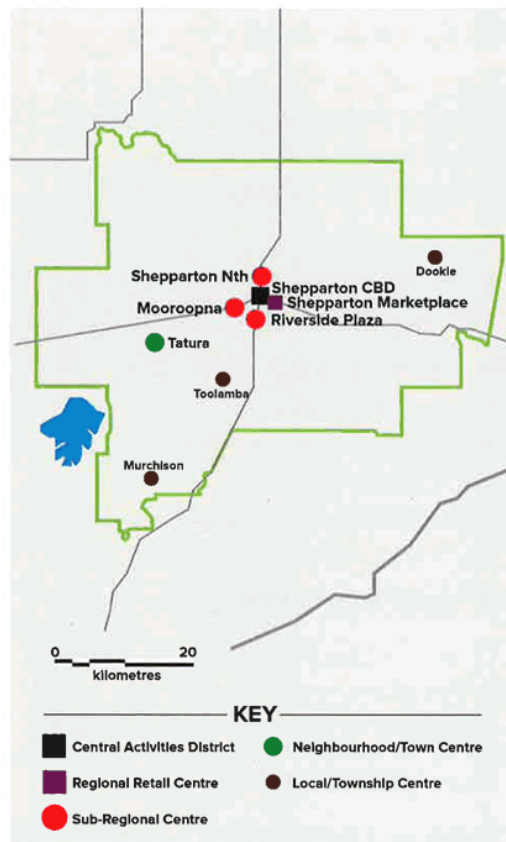 Dookie
Shepparton Nth
Shepparton CBD
Shepparton Marketplace
Mooroopna
Riverside Plaza
Tatura
Toolamba
Murchison
0 20
kilometres
KEY
Central Activities District
Neighbourhood/Town Centre
Regional Retail Centre
Local/Township Centre
Sub-Regional Centre